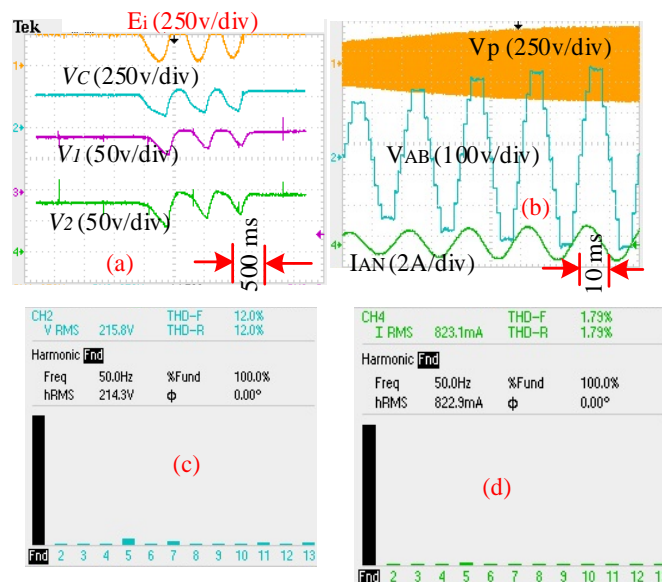 Tek
Ei (250v/div)
1
VC (250v/div)
2
V1 (50v/div)
3
V2 (50v/div)
4
(a)
500 ms
Vp (250v/div)
1
VAB (100v/div)
(b)
4
IAN (2A/div)
10 ms
CH2 THD-F 12.0%
V RMS 215.8V THD-R 12.0%
Harmonic Fnd
Freq 50.0Hz %Fund 100.0%
hRMS 214.3V Φ 0.00°
(c)
Fnd 2 3 4 5 6 7 8 9 10 11 12 13
CH4 THD-F 1.79%
I RMS 823.1mA THD-R 1.79%
Harmonic Fnd
Freq 50.0Hz %Fund 100.0%
hRMS 822.9mA Φ 0.00°
(d)
Fnd 2 3 4 5 6 7 8 9 10 11 12